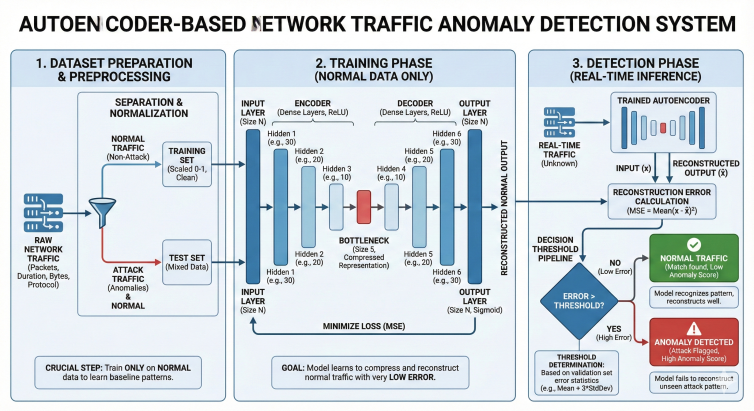 AUTOEN CODER-BASED NETWORK TRAFFIC ANOMALY DETECTION SYSTEM
1. DATASET PREPARATION
& PREPROCESSING
SEPARATION &
NORMALIZATION
NORMAL
TRAFFIC
(Non-Attack)
TRAINING
SET
(Scaled 0-1,
Clean)
RAW
NETWORK
TRAFFIC
(Packets,
Duration, Bytes,
Protocol)
ATTACK
TRAFFIC
(Anomalies)
&
NORMAL
TEST SET
(Mixed Data)
CRUCIAL STEP: Train ONLY on NORMAL
data to learn baseline patterns.
2. TRAINING PHASE
(NORMAL DATA ONLY)
INPUT
LAYER
(Size N)
ENCODER
(Dense Layers, ReLU)
DECODER
(Dense Layers, ReLU)
OUTPUT
LAYER
(Size N)
Hidden 1
(e.g., 30)
Hidden 2
(e.g., 20)
Hidden 3
(e.g., 10)
Hidden 4
(e.g., 10)
Hidden 5
(e.g., 20)
Hidden 6
(e.g., 30)
BOTTLENECK
(Size 5,
Compressed
Representation)
Hidden 2
(e.g., 20)
Hidden 1
(e.g., 30)
Hidden 5
(e.g., 20)
Hidden 6
(e.g., 30)
INPUT
LAYER
(Size N)
OUTPUT
LAYER
(Size N, Sigmoid)
MINIMIZE LOSS (MSE)
RECONSTRUCTED NORMAL OUTPUT
GOAL: Model learns to compress and reconstruct
normal traffic with very LOW ERROR.
3. DETECTION PHASE
(REAL-TIME INFERENCE)
TRAINED AUTOENCODER
REAL-TIME
TRAFFIC
(Unknown)
INPUT (x)
RECONSTRUCTED
OUTPUT (x̂)
RECONSTRUCTION ERROR
CALCULATION
(MSE = Mean(x - x̂)²)
DECISION
THRESHOLD
PIPELINE
ERROR >
THRESHOLD?
NO
(Low Error)
NORMAL TRAFFIC
(Match found, Low
Anomaly Score)
Model recognizes pattern,
reconstructs well.
YES
(High Error)
ANOMALY DETECTED
(Attack Flagged,
High Anomaly Score)
Model fails to reconstruct
unseen attack pattern.
THRESHOLD
DETERMINATION:
Based on validation set
error statistics
(e.g., Mean + 3*StdDev)